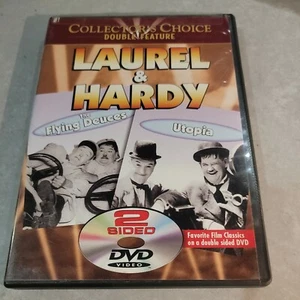 COLLECTOR'S CHOICE
DOUBLE FEATURE
LAUREL
&
HARDY
The
Flying Deuces
Utopia
2
SIDED
DVD
VIDEO
Favorite Film Classics
on a double sided DVD